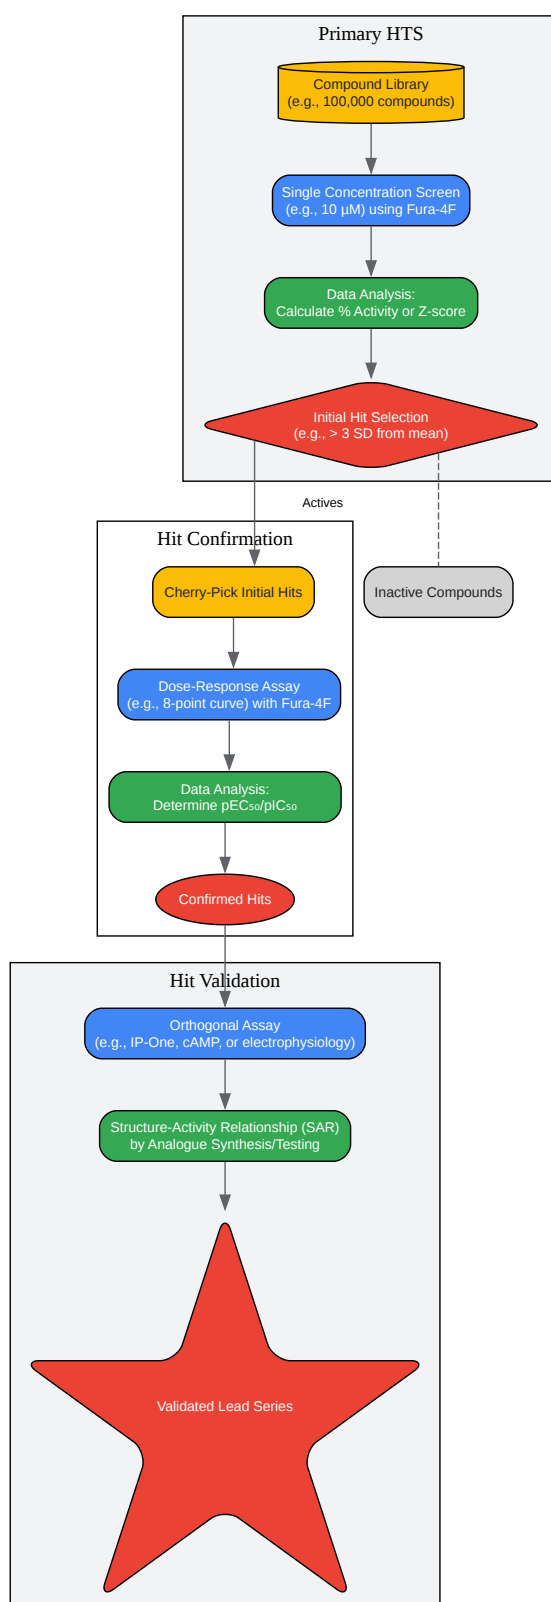 Primary HTS
Compound Library
(e.g., 100,000 compounds)
Single Concentration Screen
(e.g., 10 µM) using Fura-4F
Data Analysis:
Calculate % Activity or Z-score
Initial Hit Selection
(e.g., > 3 SD from mean)
Actives
Hit Confirmation
Cherry-Pick Initial Hits
Inactive Compounds
Dose-Response Assay
(e.g., 8-point curve) with Fura-4F
Data Analysis:
Determine pEC₅₀/pIC₅₀
Confirmed Hits
Hit Validation
Orthogonal Assay
(e.g., IP-One, cAMP, or electrophysiology)
Structure-Activity Relationship (SAR)
by Analogue Synthesis/Testing
Validated Lead Series